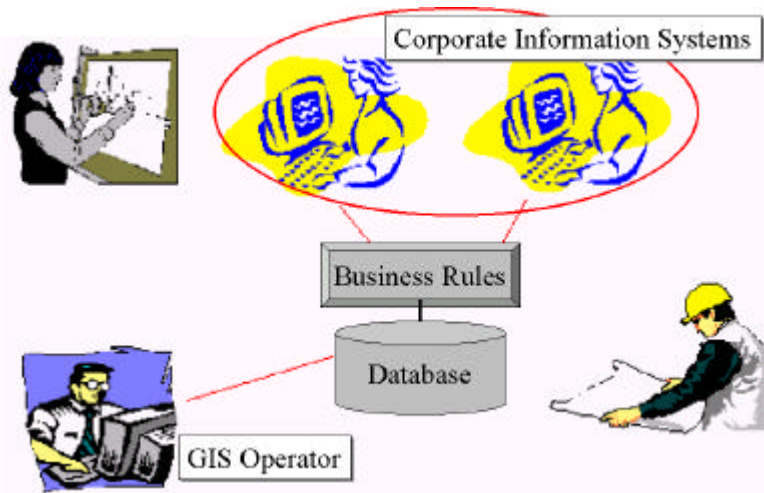 Corporate Information Systems
Business Rules
Database
GIS Operator